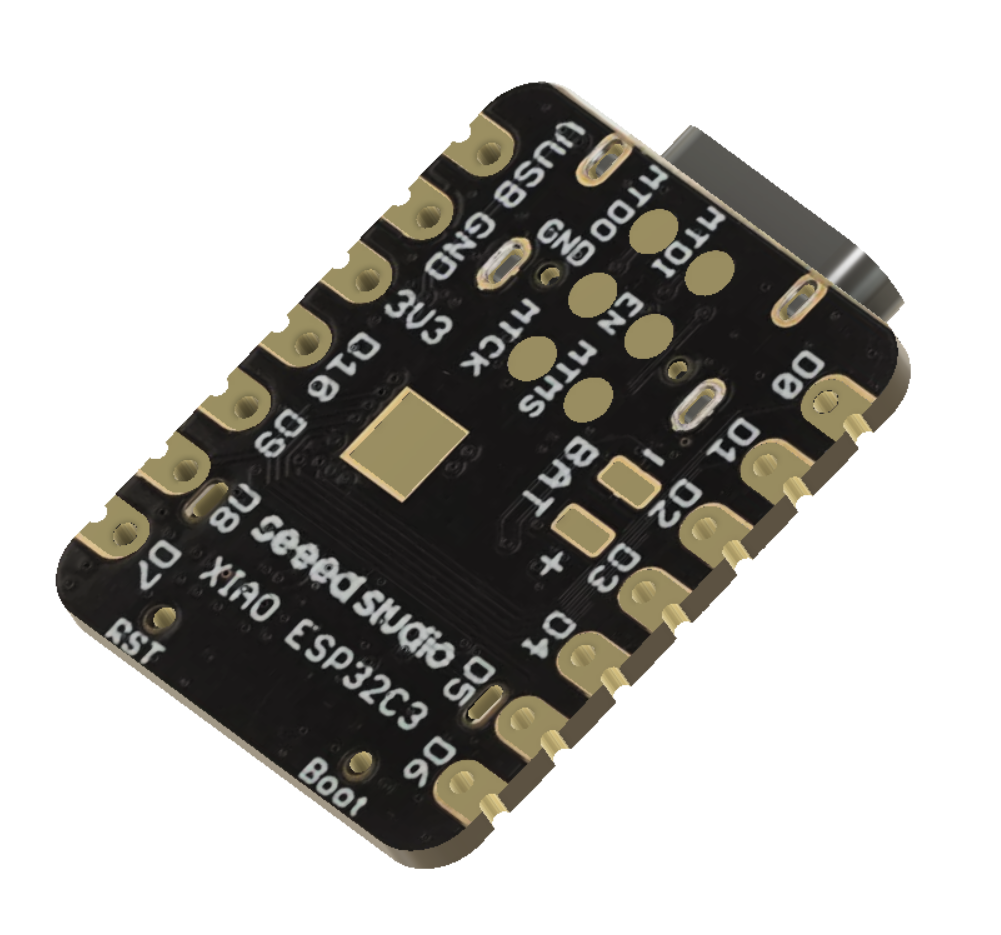 VUSB
GND
3V3
D10
D9
D8
D7
MTDO
MTDI
GND
EN
MTCK
MTMS
BAT
-
+
D0
D1
D2
D3
D4
D5
D6
seeed studio
XIAO ESP32C3
RST
Boot